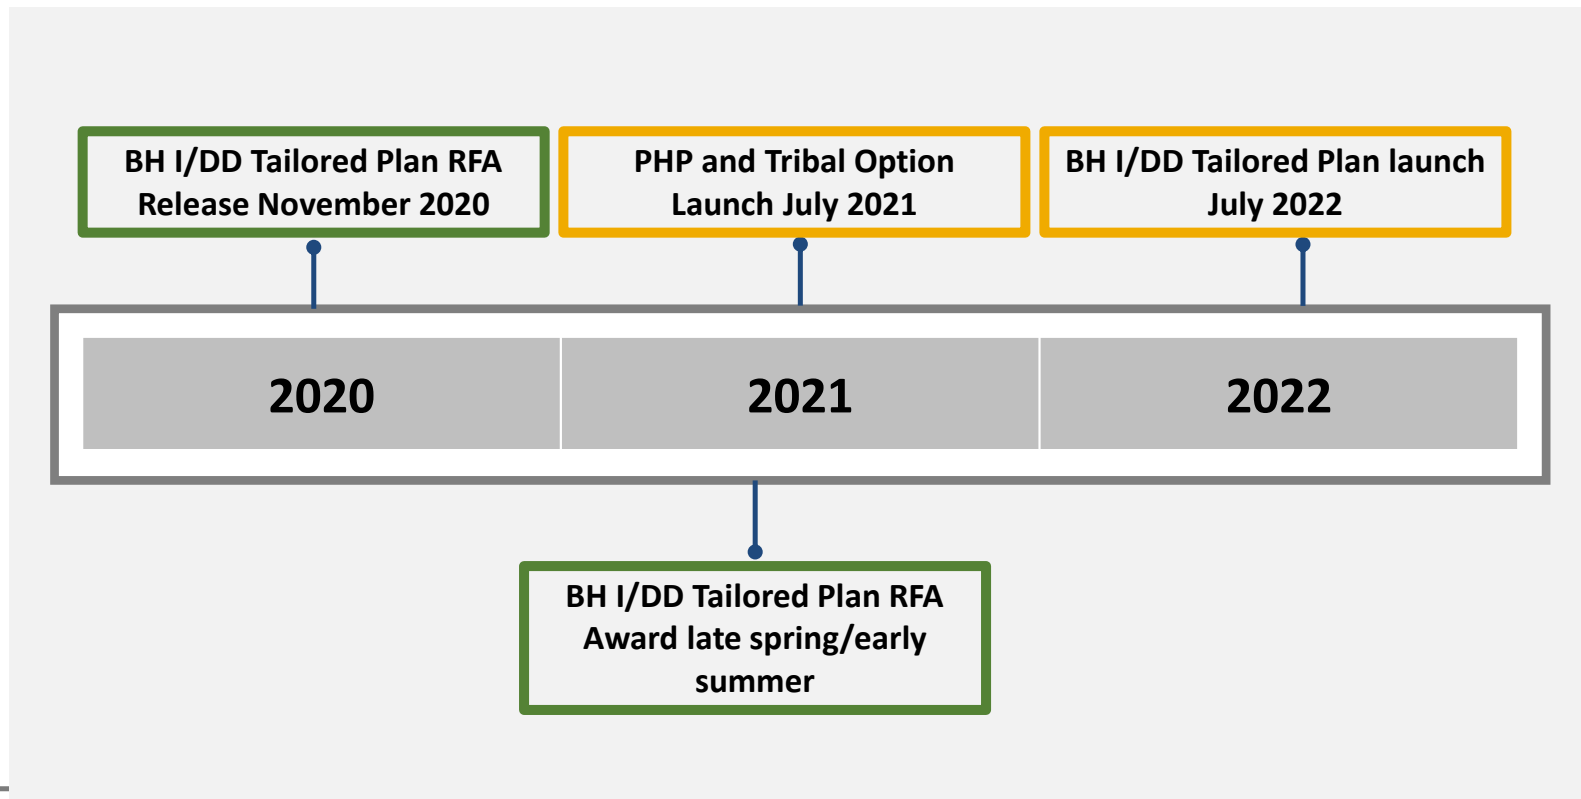 BH I/DD Tailored Plan RFA
Release November 2020
PHP and Tribal Option
Launch July 2021
BH I/DD Tailored Plan launch
July 2022
2020
2021
2022
BH I/DD Tailored Plan RFA
Award late spring/early
summer